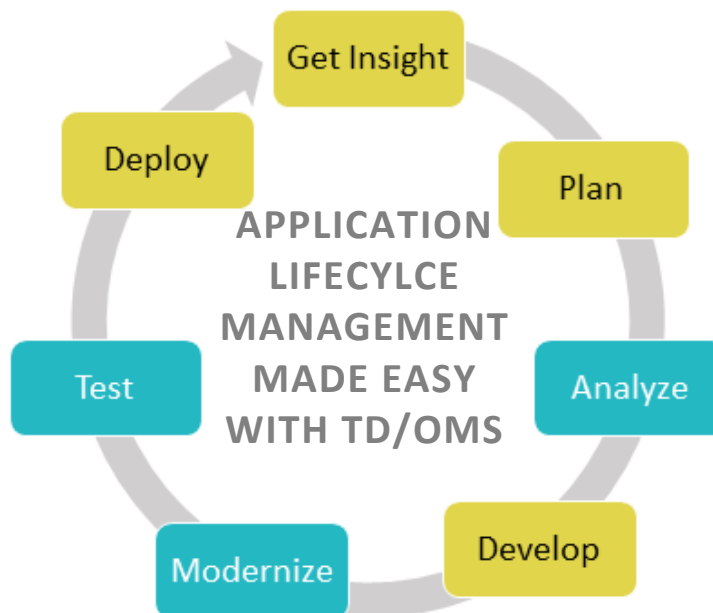 Get Insight
Plan
Analyze
Develop
Modernize
Test
Deploy
APPLICATION
LIFECYLCE
MANAGEMENT
MADE EASY
WITH TD/OMS